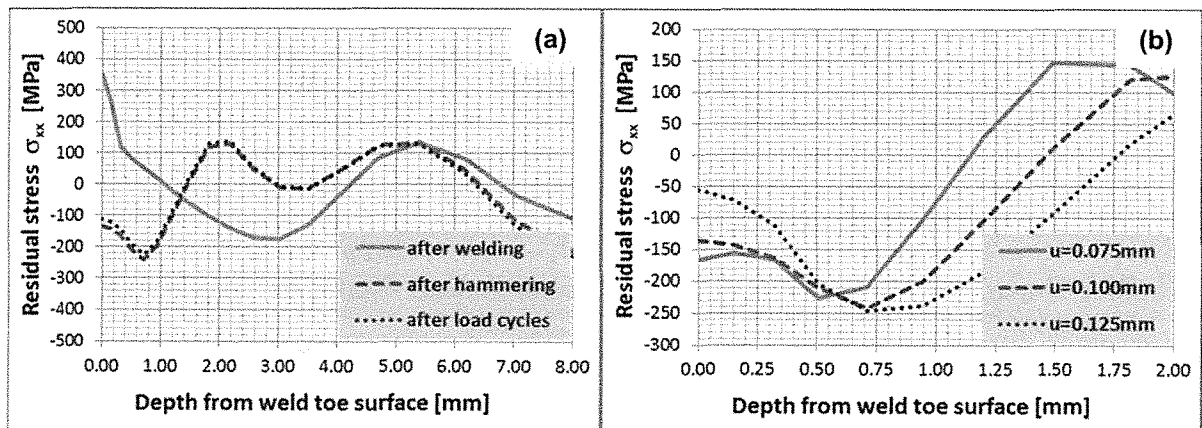 (a)
Residual stress σxx [MPa]
500
400
300
200
100
0
-100
-200
-300
-400
-500
0.00 1.00 2.00 3.00 4.00 5.00 6.00 7.00 8.00
Depth from weld toe surface [mm]
after welding
after hammering
after load cycles
(b)
Residual stress σxx [MPa]
200
150
100
50
0
-50
-100
-150
-200
-250
-300
0.00 0.25 0.50 0.75 1.00 1.25 1.50 1.75 2.00
Depth from weld toe surface [mm]
u=0.075mm
u=0.100mm
u=0.125mm